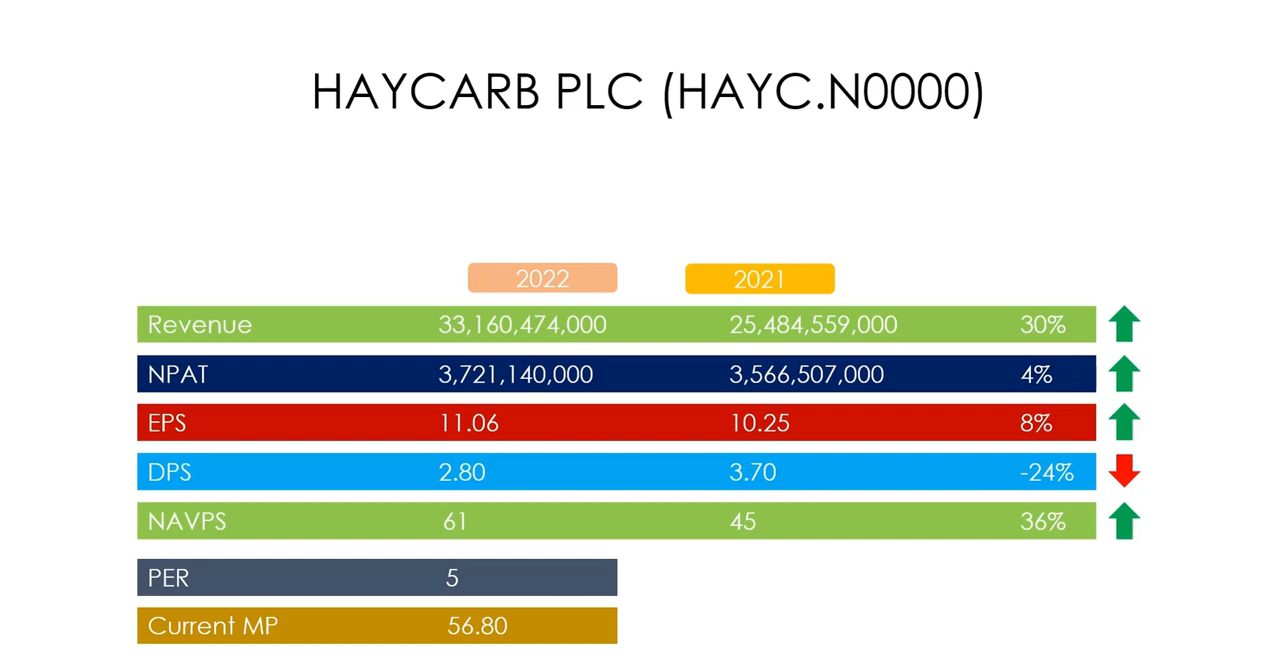 HAYCARB PLC (HAYC.N0000)
2022 2021
Revenue 33,160,474,000 25,484,559,000 30%
NPAT 3,721,140,000 3,566,507,000 4%
EPS 11.06 10.25 8%
DPS 2.80 3.70 -24%
NAVPS 61 45 36%
PER 5
Current MP 56.80